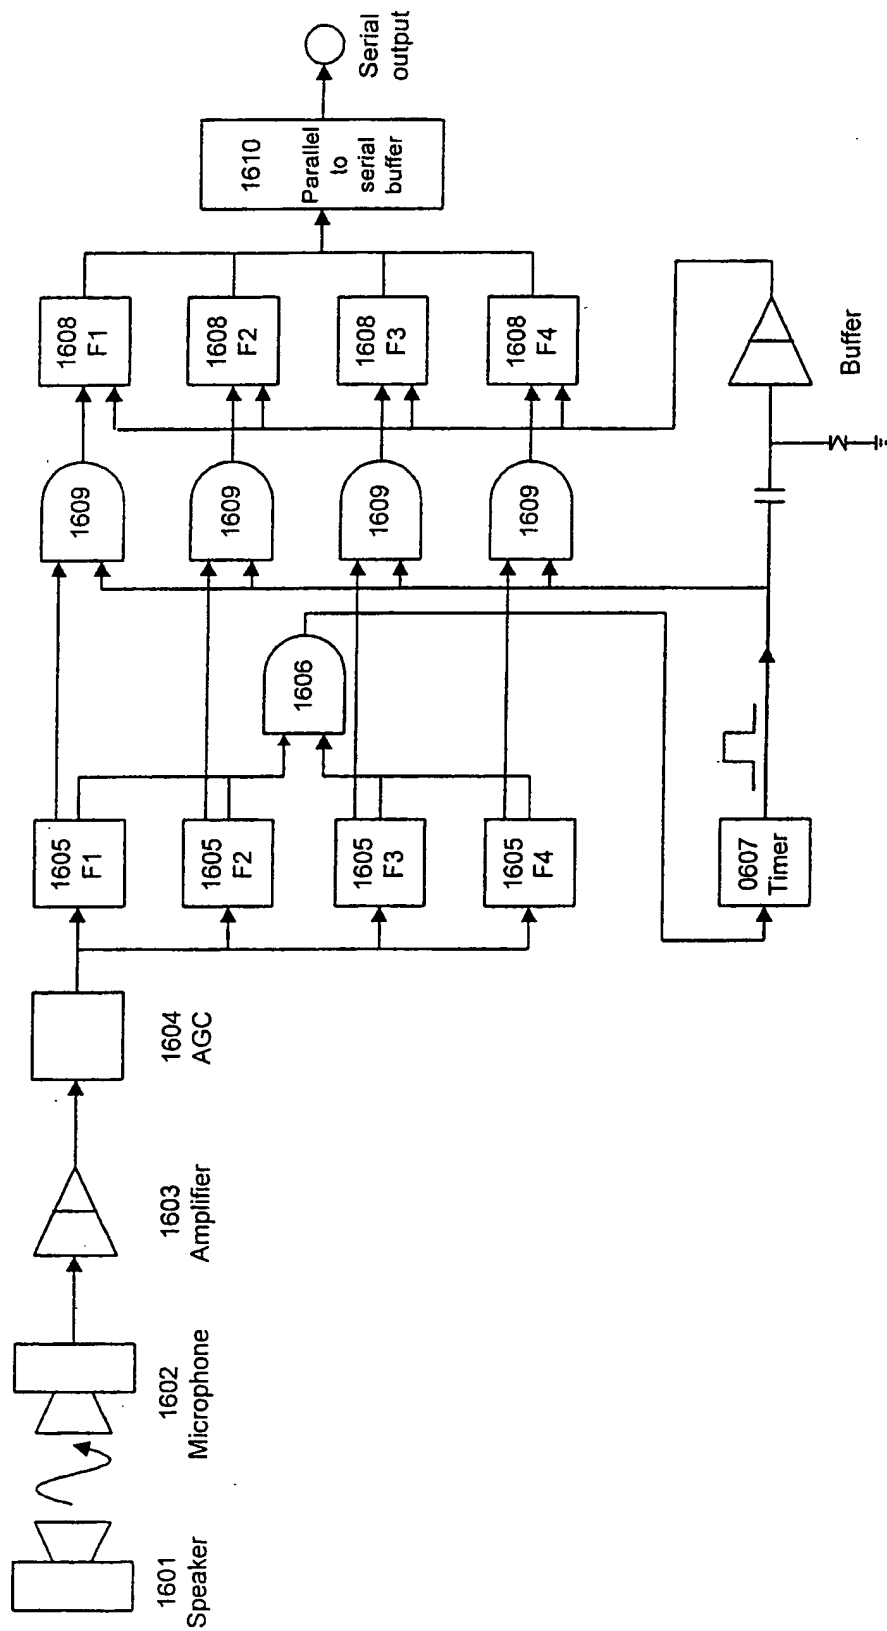 1601
Speaker
1602
Microphone
1603
Amplifier
1604
AGC
1605
F1
1605
F2
1605
F3
1605
F4
1606
0607
Timer
1609
1609
1609
1609
1608
F1
1608
F2
1608
F3
1608
F4
Buffer
1610
Parallel
to
serial
buffer
Serial
output